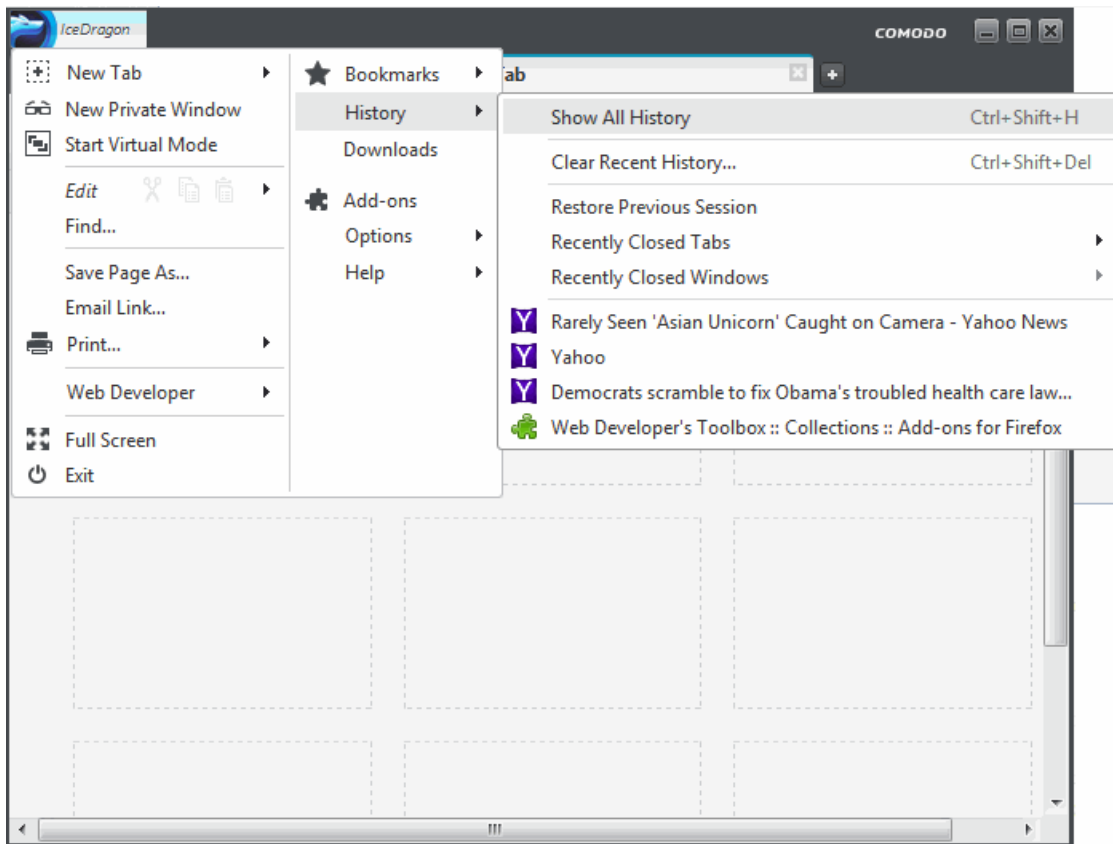 IceDragon
COMODO
New Tab
New Private Window
Start Virtual Mode
Edit
Find...
Save Page As...
Email Link...
Print...
Web Developer
Full Screen
Exit
Bookmarks
History
Downloads
Add-ons
Options
Help
ab
Show All History Ctrl+Shift+H
Clear Recent History... Ctrl+Shift+Del
Restore Previous Session
Recently Closed Tabs
Recently Closed Windows
Rarely Seen 'Asian Unicorn' Caught on Camera - Yahoo News
Yahoo
Democrats scramble to fix Obama's troubled health care law...
Web Developer's Toolbox :: Collections :: Add-ons for Firefox